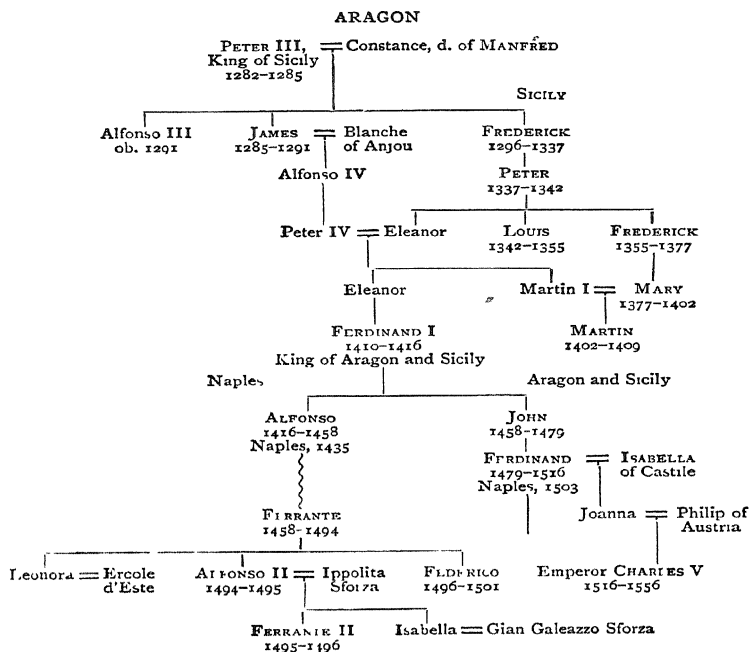 ARAGON
PETER III, = Constance, d. of MANFRED
King of Sicily
1282–1285
SICILY
Alfonso III JAMES = Blanche FREDERICK
ob. 1291 1285–1291 of Anjou 1296–1337
Alfonso IV PETER
1337–1342
Peter IV = Eleanor LOUIS FREDERICK
1342–1355 1355–1377
Eleanor Martin I = MARY
1377–1402
FERDINAND I MARTIN
1410–1416 1402–1409
King of Aragon and Sicily
Naples Aragon and Sicily
ALFONSO JOHN
1416–1458 1458–1479
Naples, 1435
FERDINAND = ISABELLA
1479–1516 of Castile
Naples, 1503
Joanna = Philip of
Austria
FIRRANTE
1458–1494
Leonora = Ercole ALFONSO II = Ippolita FEDERICO Emperor CHARLES V
d'Este 1494–1495 Sforza 1496–1501 1516–1556
FERRANTE II Isabella = Gian Galeazzo Sforza
1495–1496